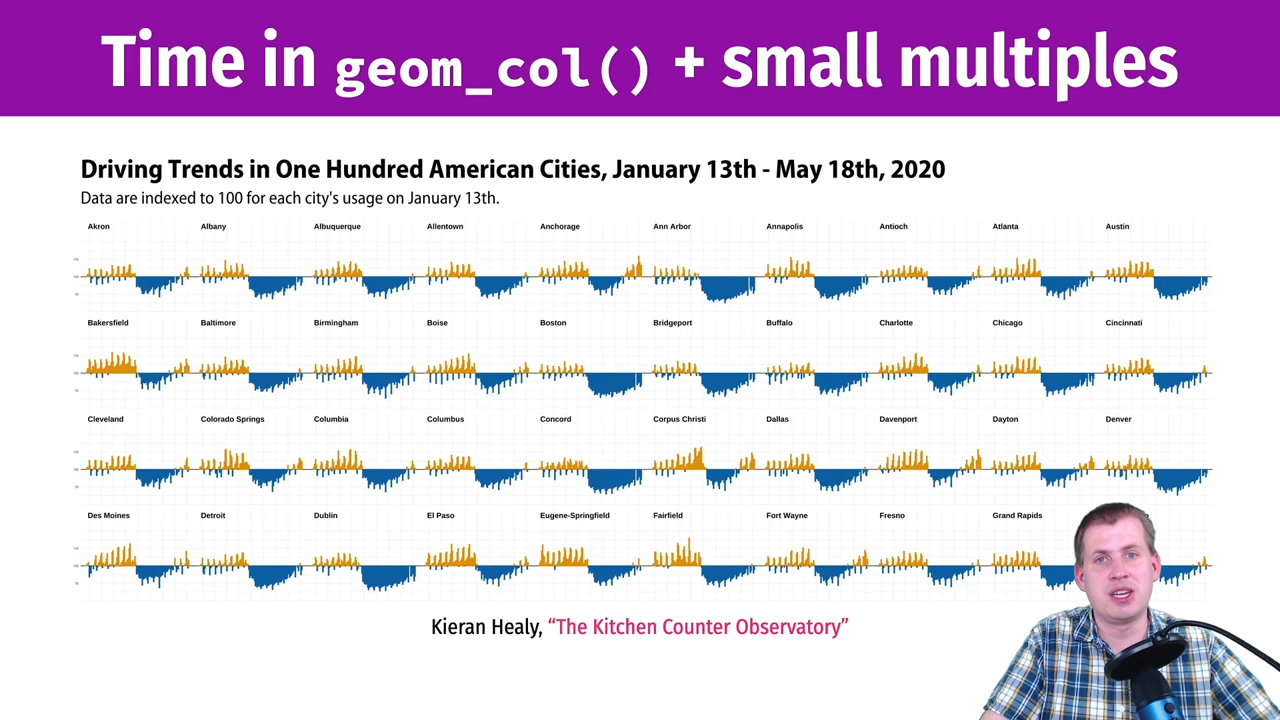 Time in geom_col() + small multiples
Driving Trends in One Hundred American Cities, January 13th - May 18th, 2020
Data are indexed to 100 for each city's usage on January 13th.
Akron Albany Albuquerque Allentown Anchorage Ann Arbor Annapolis Antioch Atlanta Austin
Bakersfield Baltimore Birmingham Boise Boston Bridgeport Buffalo Charlotte Chicago Cincinnati
Cleveland Colorado Springs Columbia Columbus Concord Corpus Christi Dallas Davenport Dayton Denver
Des Moines Detroit Dublin El Paso Eugene-Springfield Fairfield Fort Wayne Fresno Grand Rapids
Kieran Healy, “The Kitchen Counter Observatory”